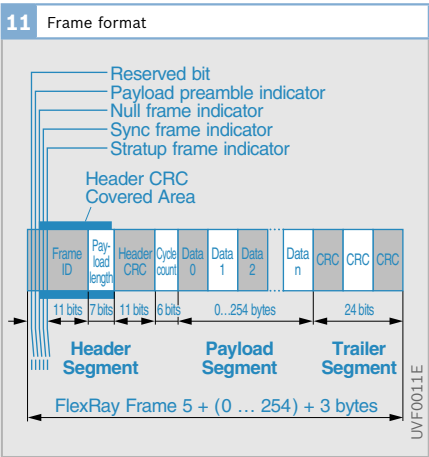 11 Frame format
Reserved bit
Payload preamble indicator
Null frame indicator
Sync frame indicator
Stratup frame indicator
Header CRC
Covered Area
Frame ID
Pay-load length
Header CRC
Cycle count
Data 0
Data 1
Data 2
Data n
CRC
CRC
CRC
11 bits
7 bits
11 bits
6 bits
0...254 bytes
24 bits
Header
Segment
Payload
Segment
Trailer
Segment
FlexRay Frame 5 + (0 ... 254) + 3 bytes
UVF0011E